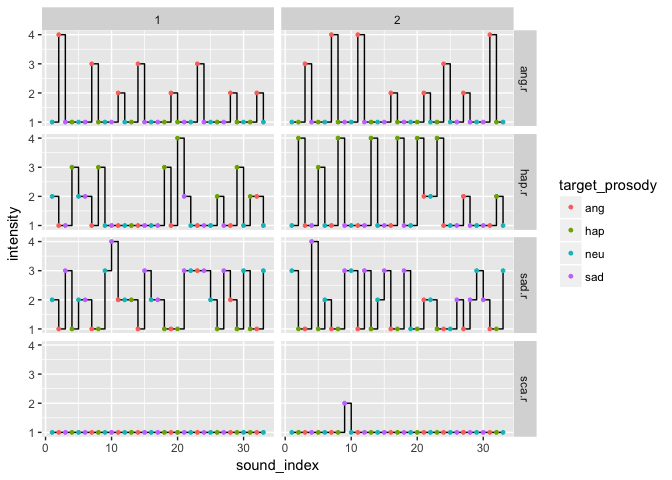 1 2
4
3
2
1
ang.r
4
3
2
1
hap.r
4
3
2
1
sad.r
4
3
2
1
sca.r
0 10 20 30 0 10 20 30
sound_index
intensity
target_prosody
ang
hap
neu
sad